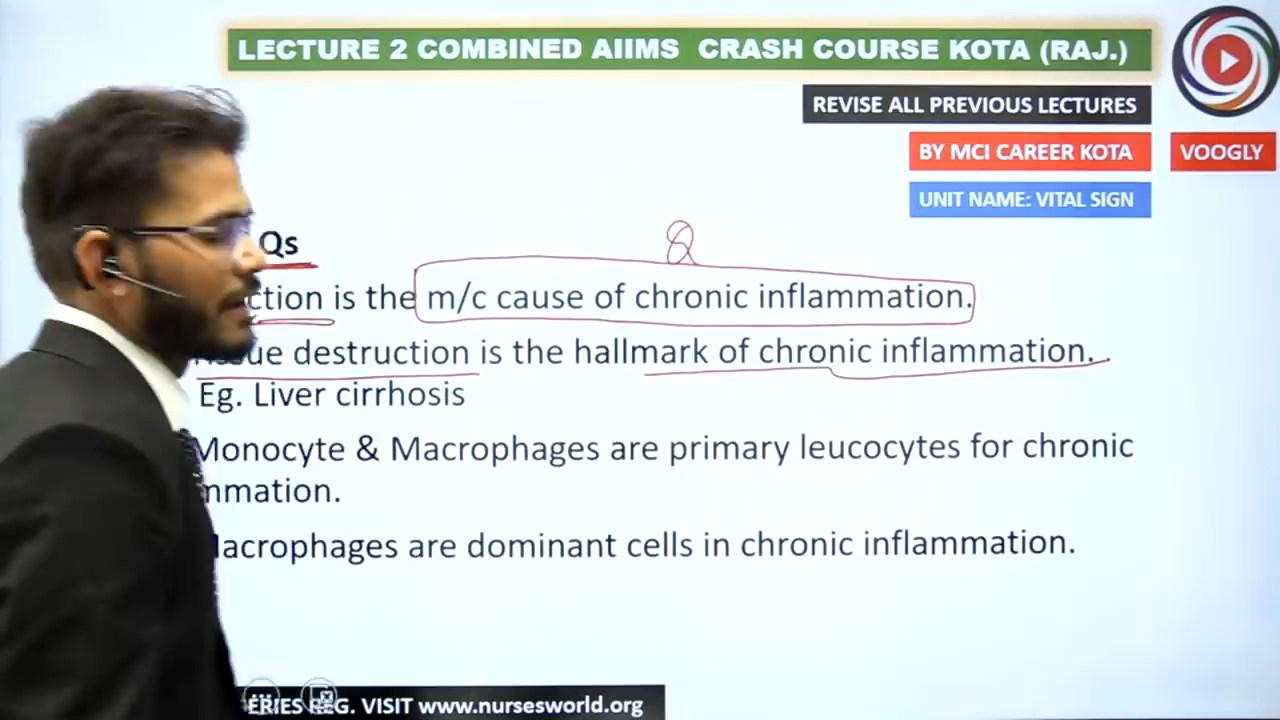 LECTURE 2 COMBINED AIIMS CRASH COURSE KOTA (RAJ.)
REVISE ALL PREVIOUS LECTURES
BY MCI CAREER KOTA
VOOGLY
UNIT NAME: VITAL SIGN
Q
Qs
ction is the m/c cause of chronic inflammation.
ssue destruction is the hallmark of chronic inflammation.
Eg. Liver cirrhosis
Monocyte & Macrophages are primary leucocytes for chronic
mmation.
Macrophages are dominant cells in chronic inflammation.
ERIES REG. VISIT www.nursesworld.org